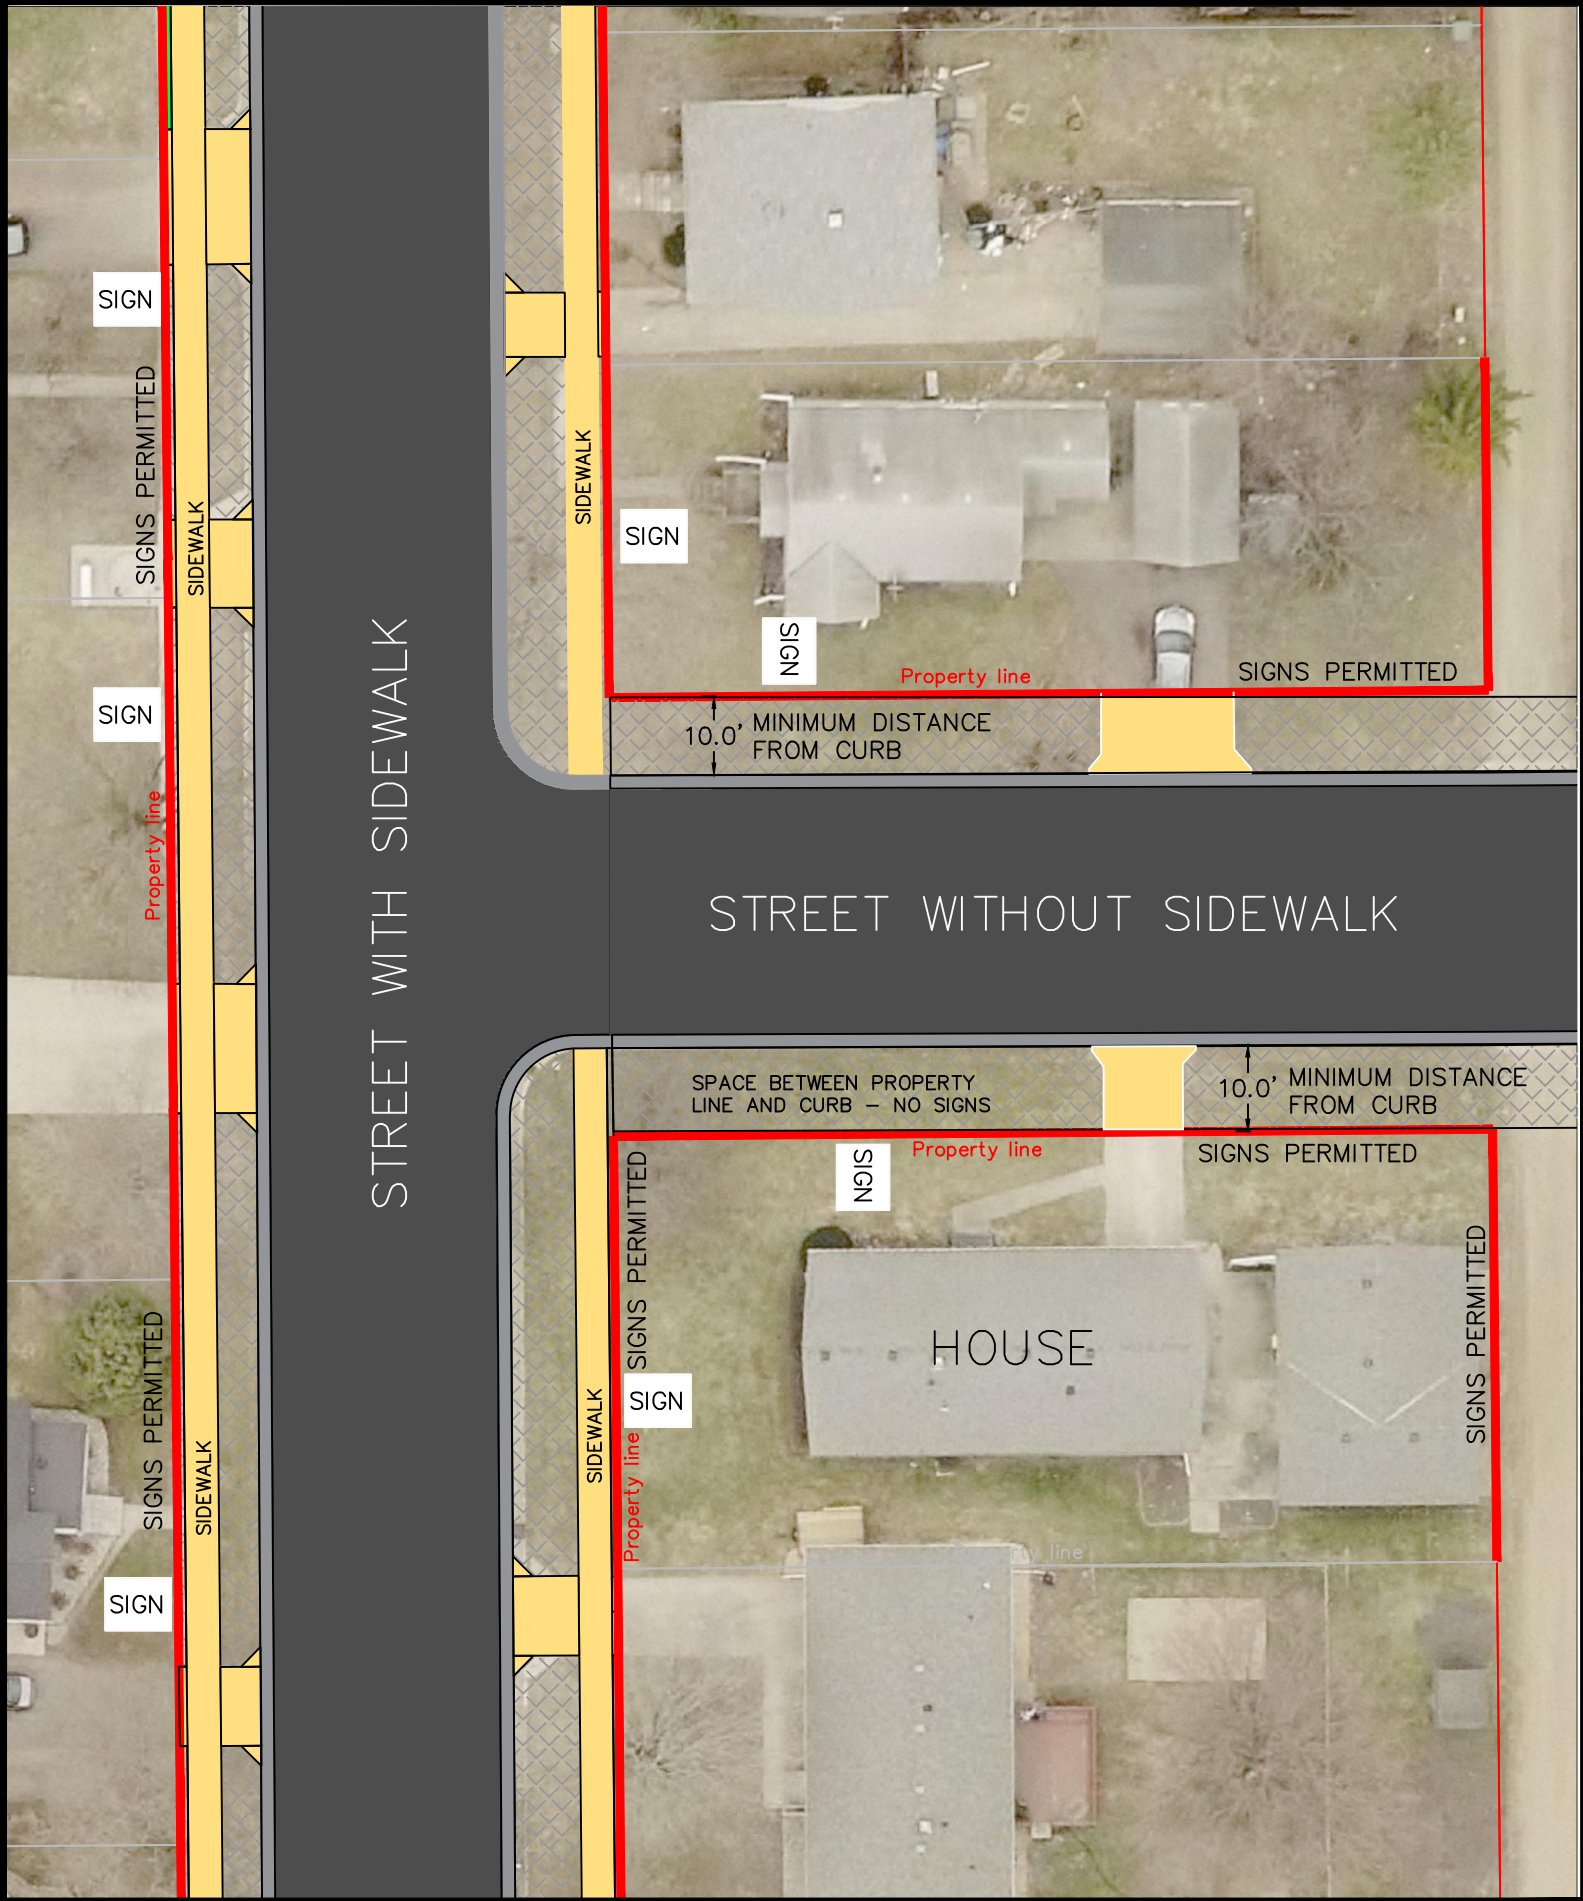 SIGN
SIGNS PERMITTED
SIDEWALK
SIDEWALK
SIGN
SIGN
Property line
SIGNS PERMITTED
10.0' MINIMUM DISTANCE
FROM CURB
SIGN
Property line
STREET WITH SIDEWALK
STREET WITHOUT SIDEWALK
SPACE BETWEEN PROPERTY
LINE AND CURB – NO SIGNS
10.0' MINIMUM DISTANCE
FROM CURB
Property line
SIGNS PERMITTED
SIGN
SIGNS PERMITTED
SIGNS PERMITTED
HOUSE
SIGN
SIGNS PERMITTED
SIDEWALK
SIDEWALK
Property line
line
SIGN